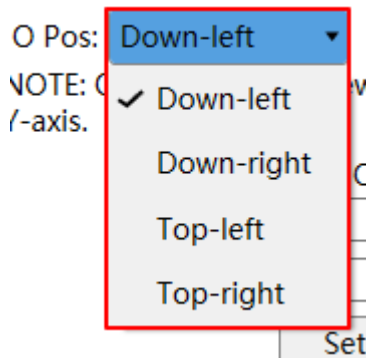 O Pos: Down-left
NOTE:
Down-left
Y-axis.
Down-right
Top-left
Top-right
Set